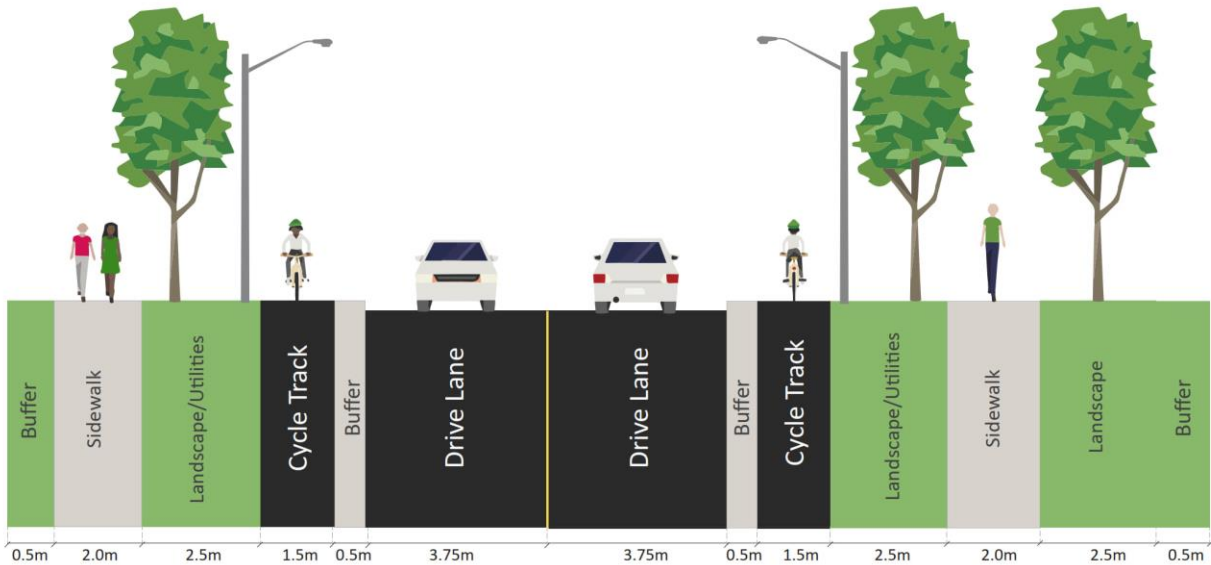 Buffer
Sidewalk
Landscape/Utilities
Cycle Track
Buffer
Drive Lane
Drive Lane
Buffer
Cycle Track
Landscape/Utilities
Sidewalk
Landscape
Buffer
0.5m 2.0m 2.5m 1.5m 0.5m 3.75m 3.75m 0.5m 1.5m 2.5m 2.0m 2.5m 0.5m